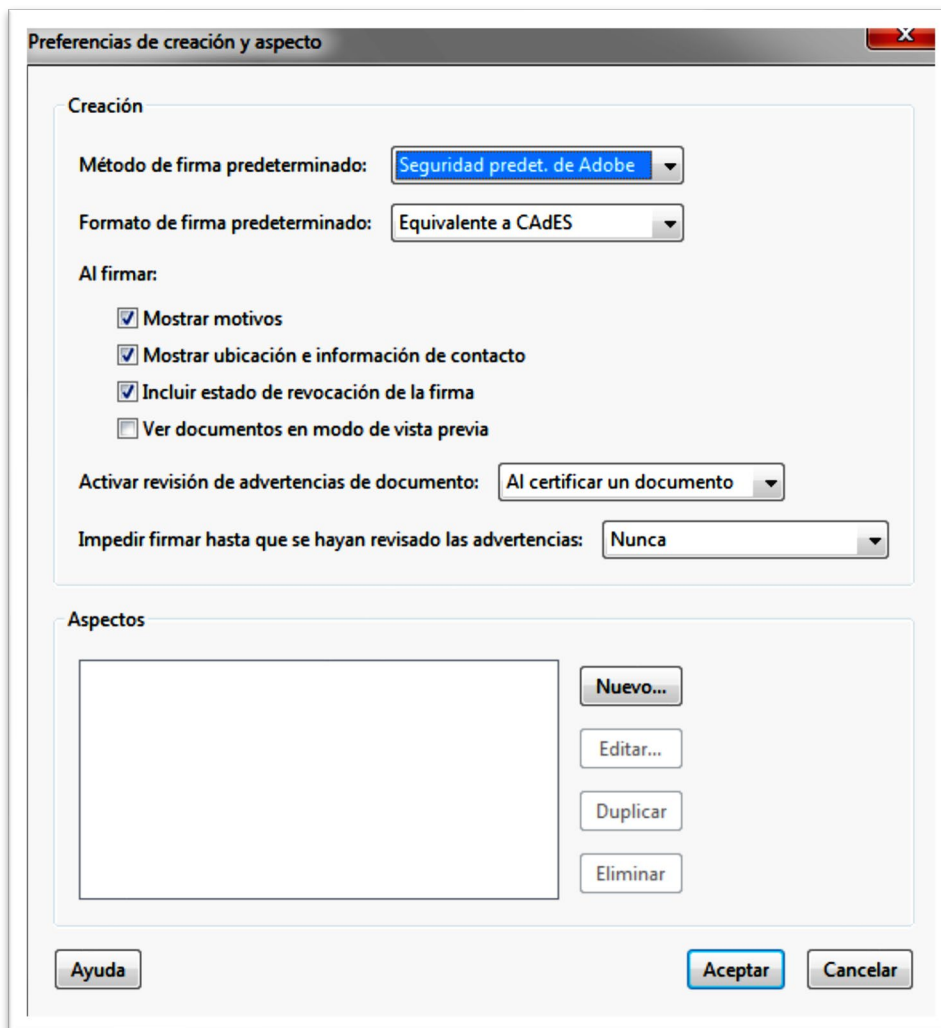 Preferencias de creación y aspecto
x
Creación
Método de firma predeterminado: Seguridad predet. de Adobe
Formato de firma predeterminado: Equivalente a CAdES
Al firmar:
Mostrar motivos
Mostrar ubicación e información de contacto
Incluir estado de revocación de la firma
Ver documentos en modo de vista previa
Activar revisión de advertencias de documento: Al certificar un documento
Impedir firmar hasta que se hayan revisado las advertencias: Nunca
Aspectos
Nuevo...
Editar...
Duplicar
Eliminar
Ayuda Aceptar Cancelar